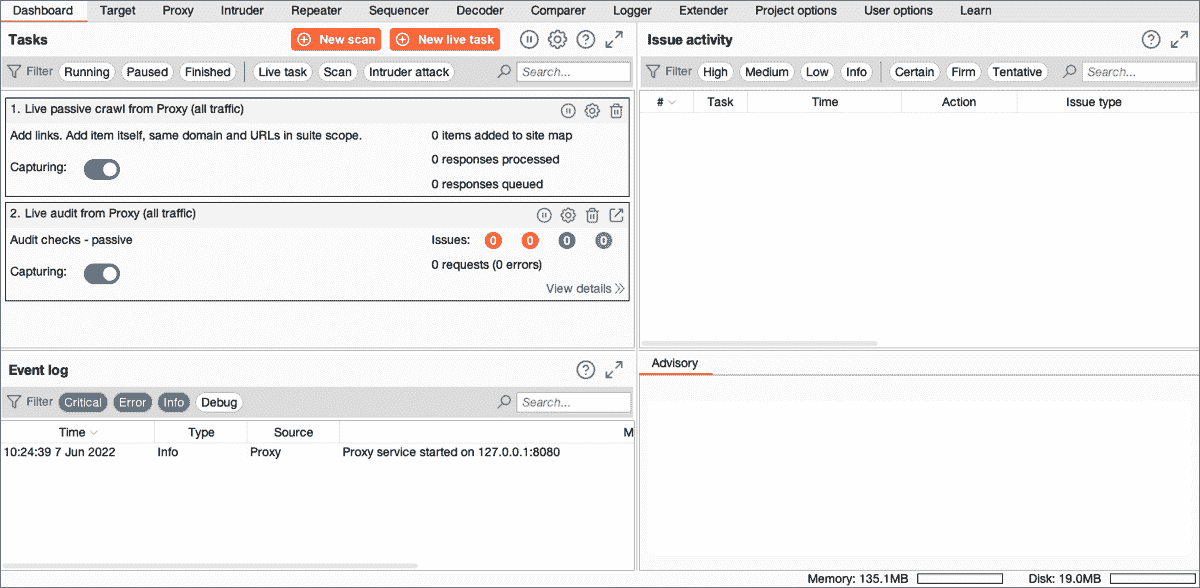 Dashboard Target Proxy Intruder Repeater Sequencer Decoder Comparer Logger Extender Project options User options Learn
Tasks New scan New live task ?
Filter Running Paused Finished Live task Scan Intruder attack Search...
1. Live passive crawl from Proxy (all traffic)
Add links. Add item itself, same domain and URLs in suite scope. 0 items added to site map
0 responses processed
Capturing:
0 responses queued
2. Live audit from Proxy (all traffic)
Audit checks - passive Issues: 0 0 0 0
0 requests (0 errors)
Capturing:
View details
Issue activity ?
Filter High Medium Low Info Certain Firm Tentative Search...
# Task Time Action Issue type
Event log ?
Filter Critical Error Info Debug Search...
Time Type Source M
10:24:39 7 Jun 2022 Info Proxy Proxy service started on 127.0.0.1:8080
Advisory
Memory: 135.1MB Disk: 19.0MB